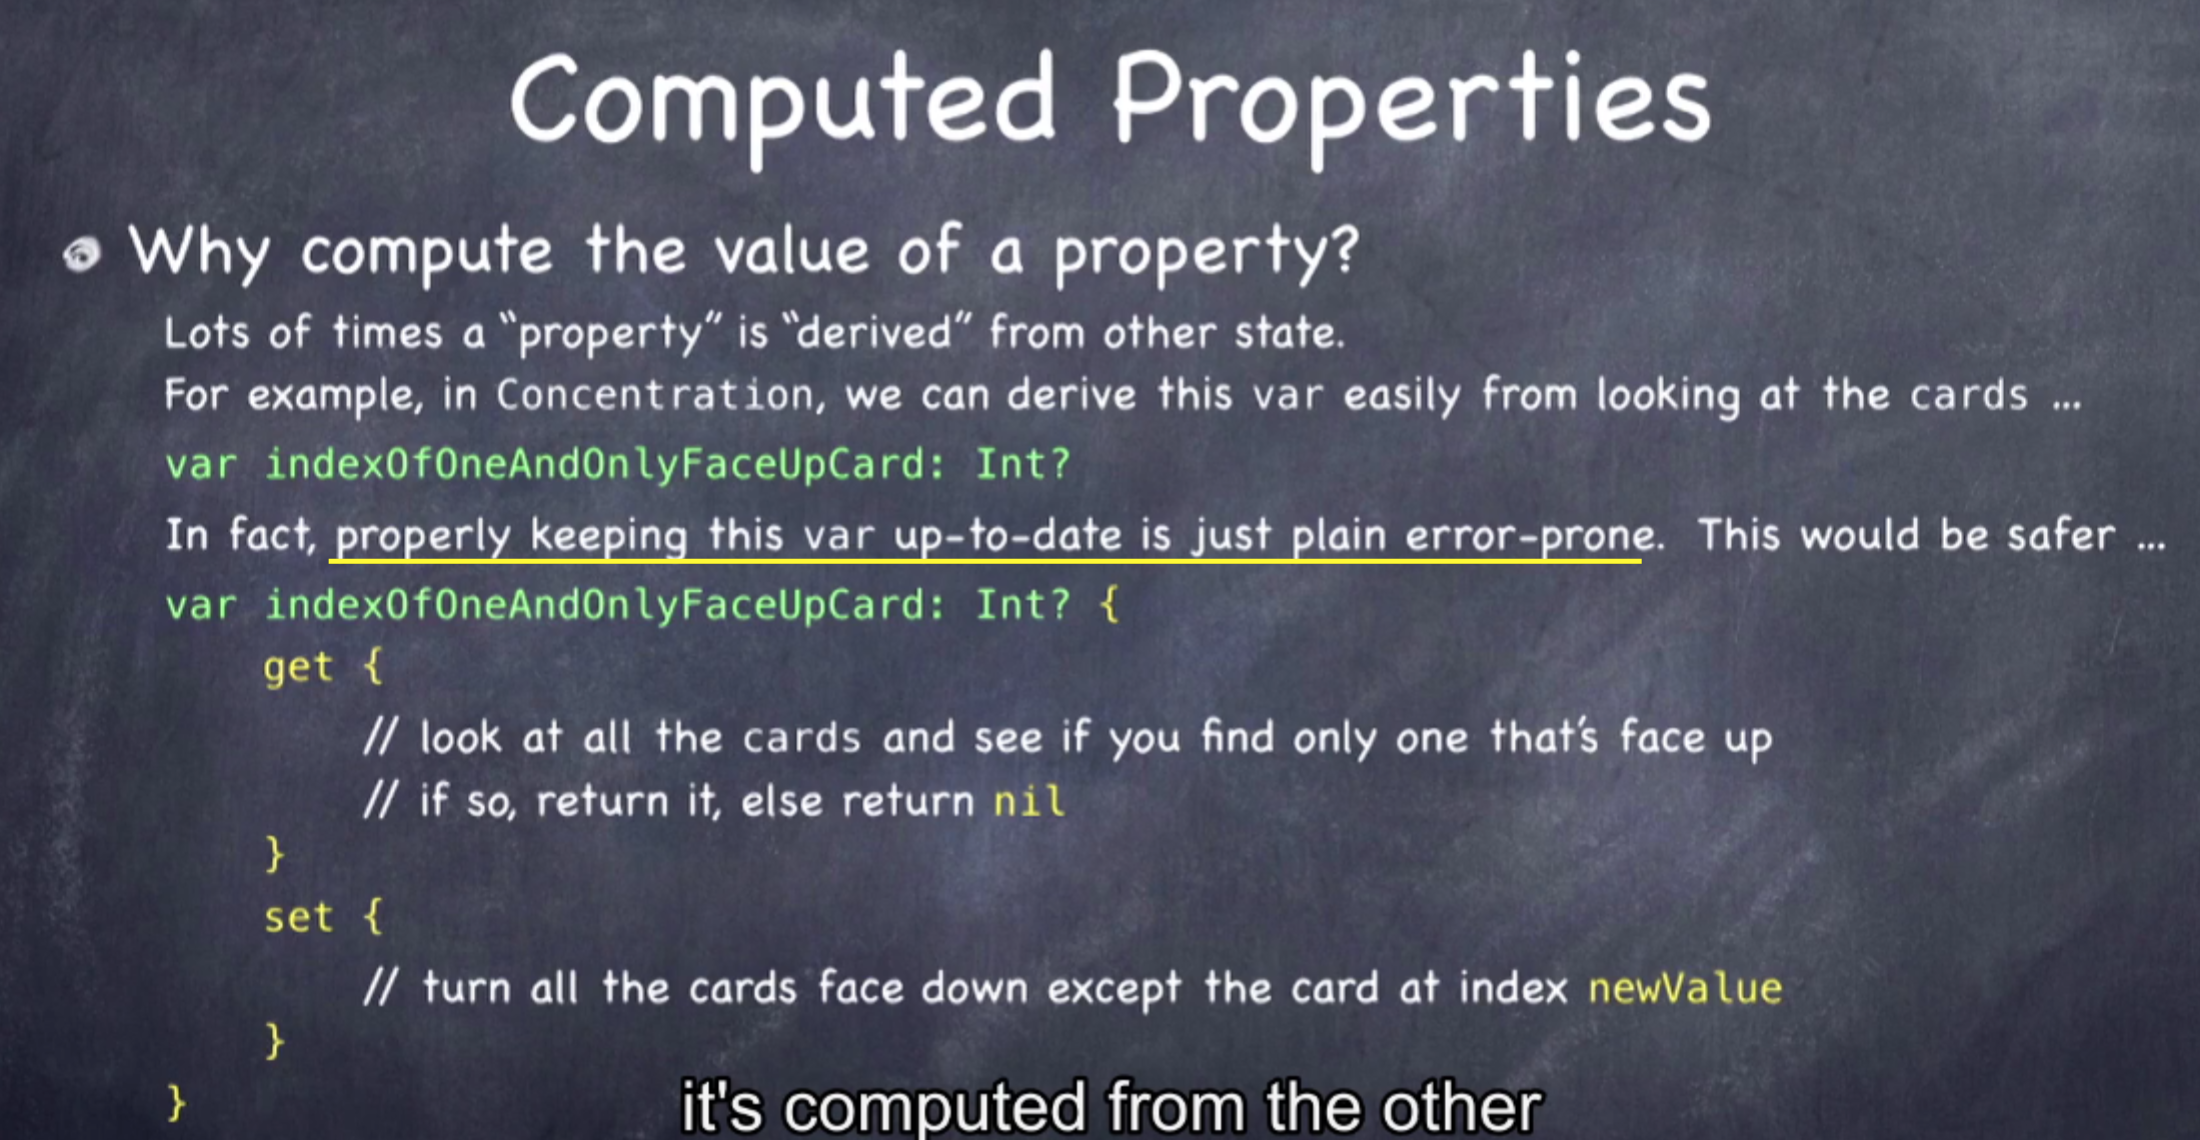 Computed Properties
Why compute the value of a property?
Lots of times a “property” is “derived” from other state.
For example, in Concentration, we can derive this var easily from looking at the cards ...
var indexOfOneAndOnlyFaceUpCard: Int?
In fact, properly keeping this var up-to-date is just plain error-prone. This would be safer ...
var indexOfOneAndOnlyFaceUpCard: Int? {
get {
// look at all the cards and see if you find only one that’s face up
// if so, return it, else return nil
}
set {
// turn all the cards face down except the card at index newValue
}
}
it's computed from the other